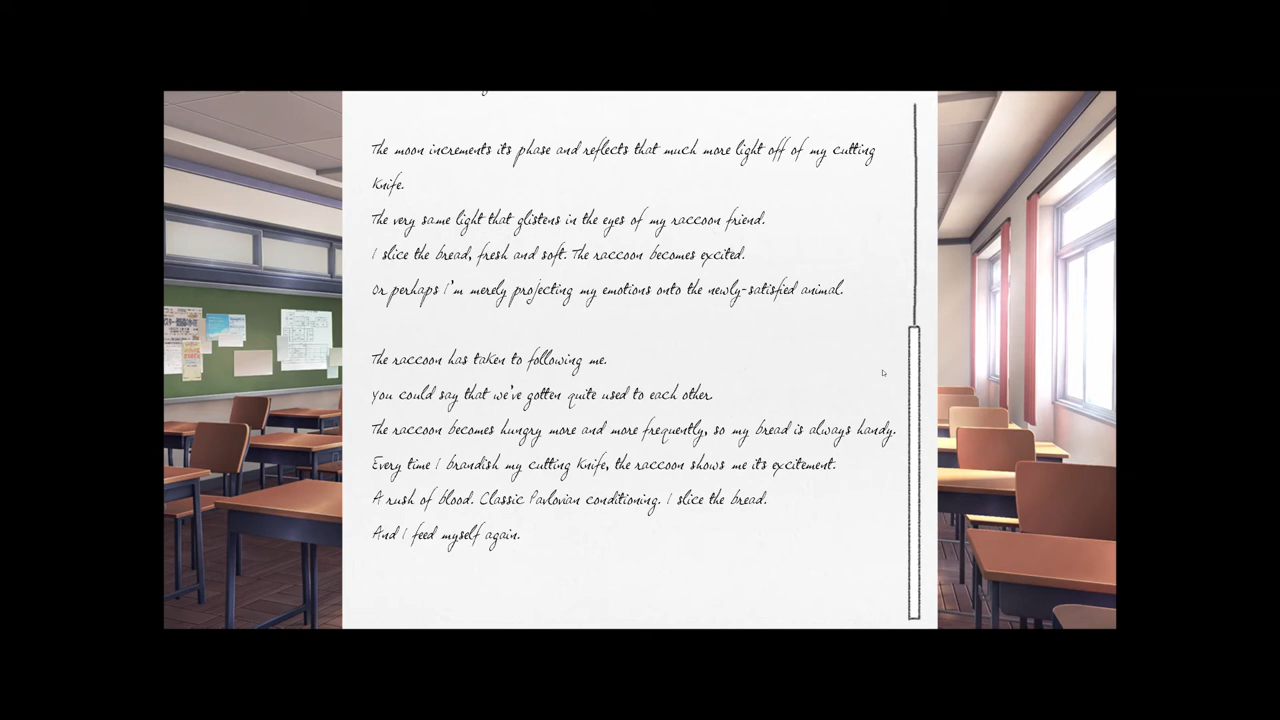 The moon increments its phase and reflects that much more light off of my cutting
knife.
The very same light that glistens in the eyes of my raccoon friend.
I slice the bread, fresh and soft. The raccoon becomes excited.
Or perhaps I'm merely projecting my emotions onto the newly-satisfied animal.
The raccoon has taken to following me.
You could say that we've gotten quite used to each other.
The raccoon becomes hungry more and more frequently, so my bread is always handy.
Every time I brandish my cutting knife, the raccoon shows me its excitement.
A rush of blood. Classic Pavlovian conditioning. I slice the bread.
And I feed myself again.